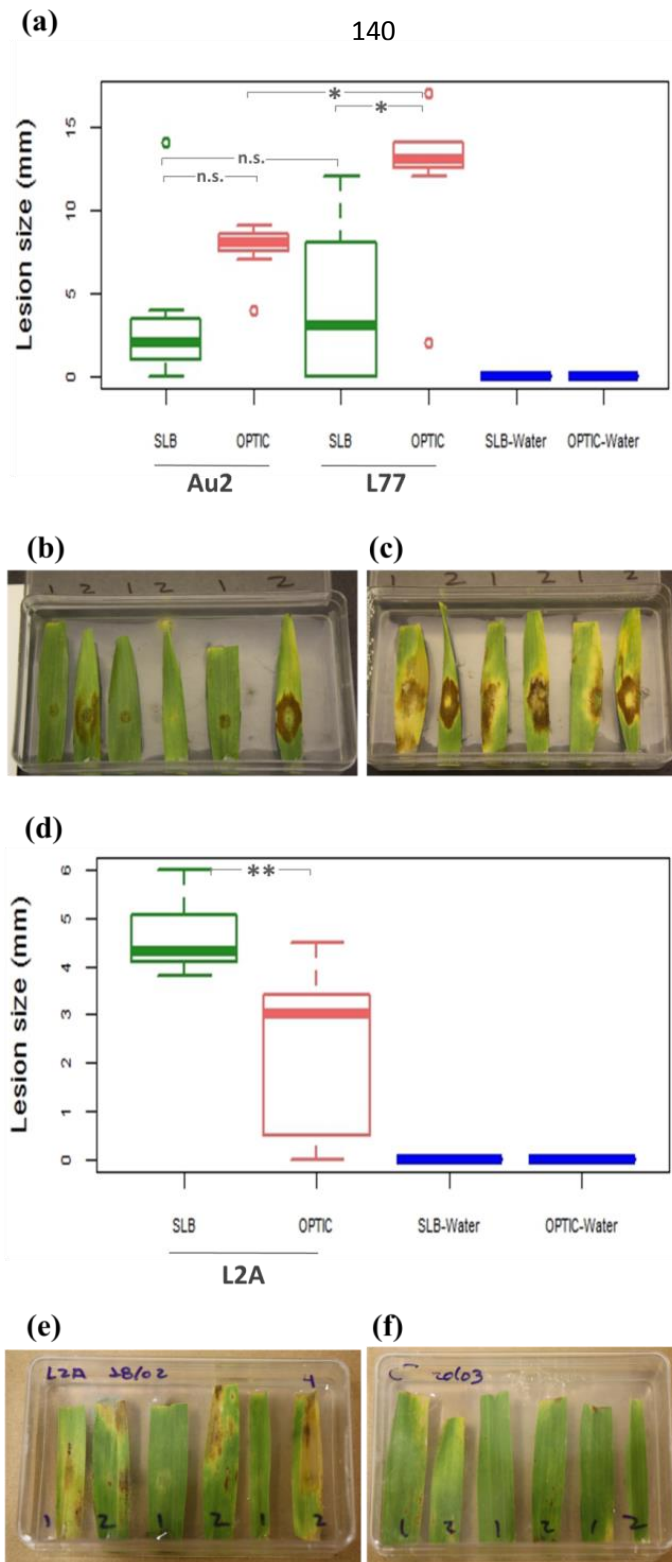 (a)
140
Lesion size (mm)
15
10
5
0
*
*
n.s.
n.s.
SLB OPTIC SLB OPTIC SLB-Water OPTIC-Water
Au2 L77
(b) (c)
1 2 1 2 1 2
1 2 1 2 1 2
(d)
Lesion size (mm)
6
5
4
3
2
1
0
**
SLB OPTIC SLB-Water OPTIC-Water
L2A
(e) (f)
L2A 28/02 4
1 2 1 2 1 2
C 20/03
1 2 1 2 1 2